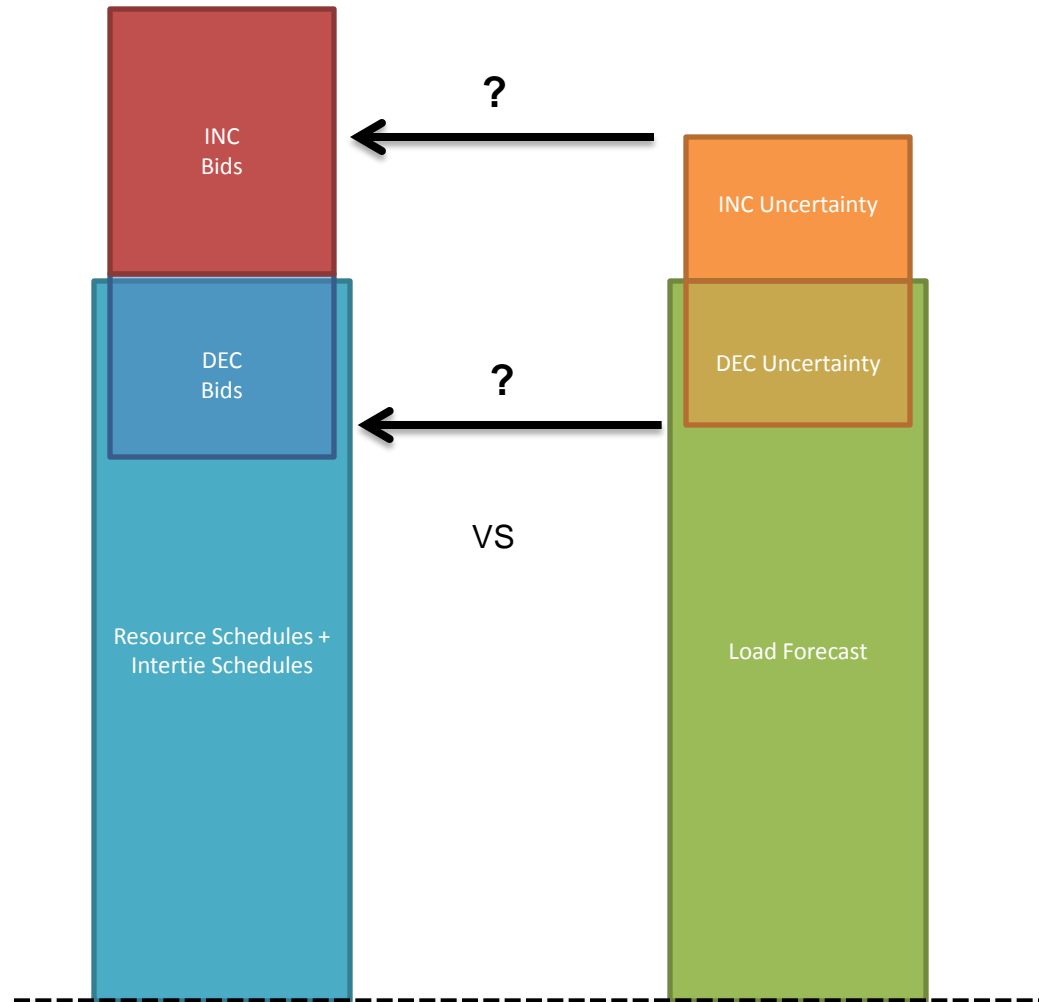 ?
INC
Bids
INC Uncertainty
DEC
Bids
?
DEC Uncertainty
VS
Resource Schedules +
Intertie Schedules
Load Forecast